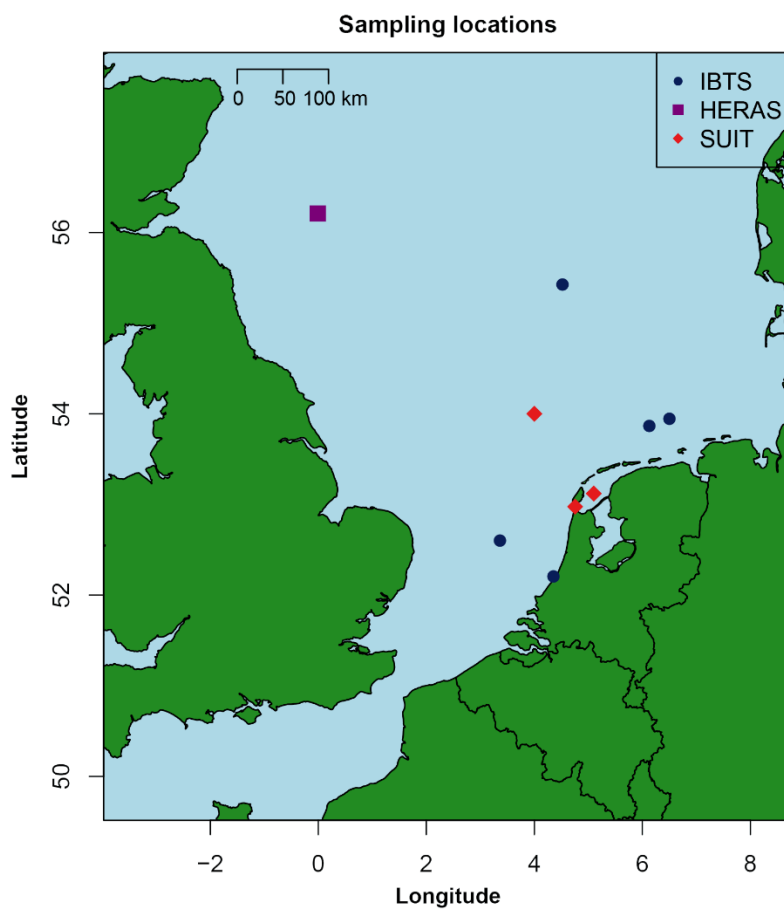 Sampling locations
0 50 100 km
IBTS
HERAS
SUIT
Latitude
56
54
52
50
−2 0 2 4 6 8
Longitude